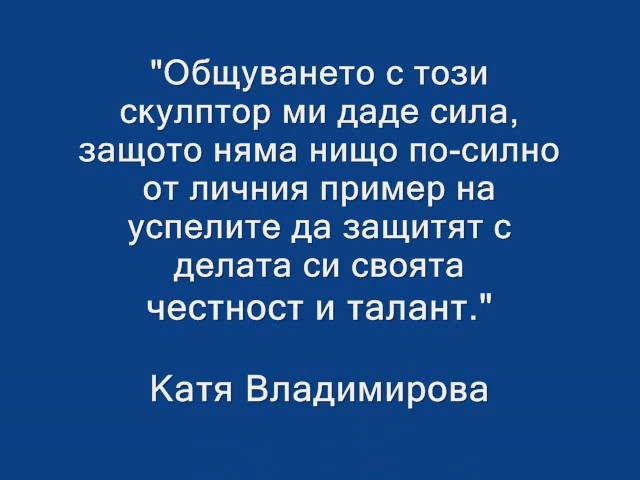 "Общуването с този
скулптор ми даде сила,
защото няма нищо по-силно
от личния пример на
успелите да защитят с
делата си своята
честност и талант."
Катя Владимирова